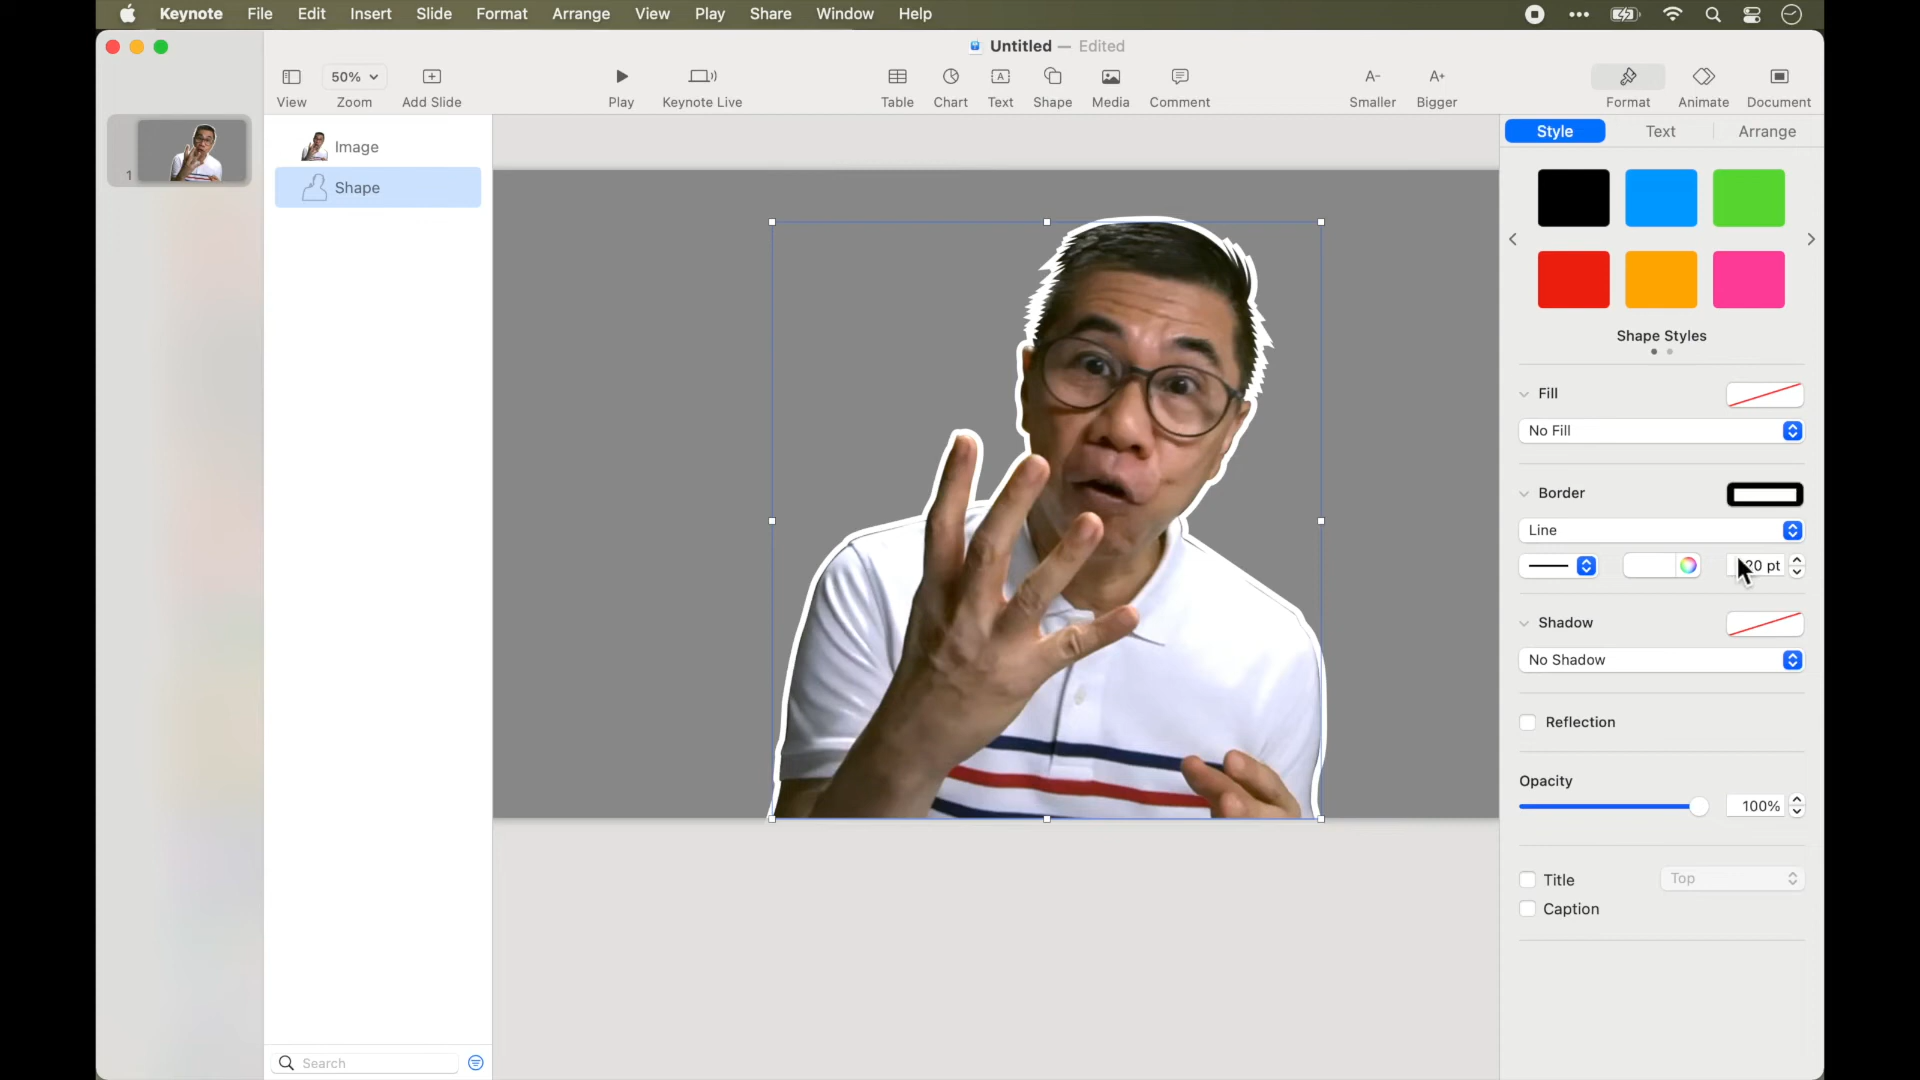 Keynote File Edit Insert Slide Format Arrange View Play Share Window Help
Untitled — Edited
50%
View Zoom Add Slide Play Keynote Live Table Chart Text Shape Media Comment Smaller Bigger Format Animate Document
Style Text Arrange
1
Image
Shape
Shape Styles
Fill
No Fill
Border
Line
20 pt
Shadow
No Shadow
Reflection
Opacity
100%
Title Top
Caption
Search